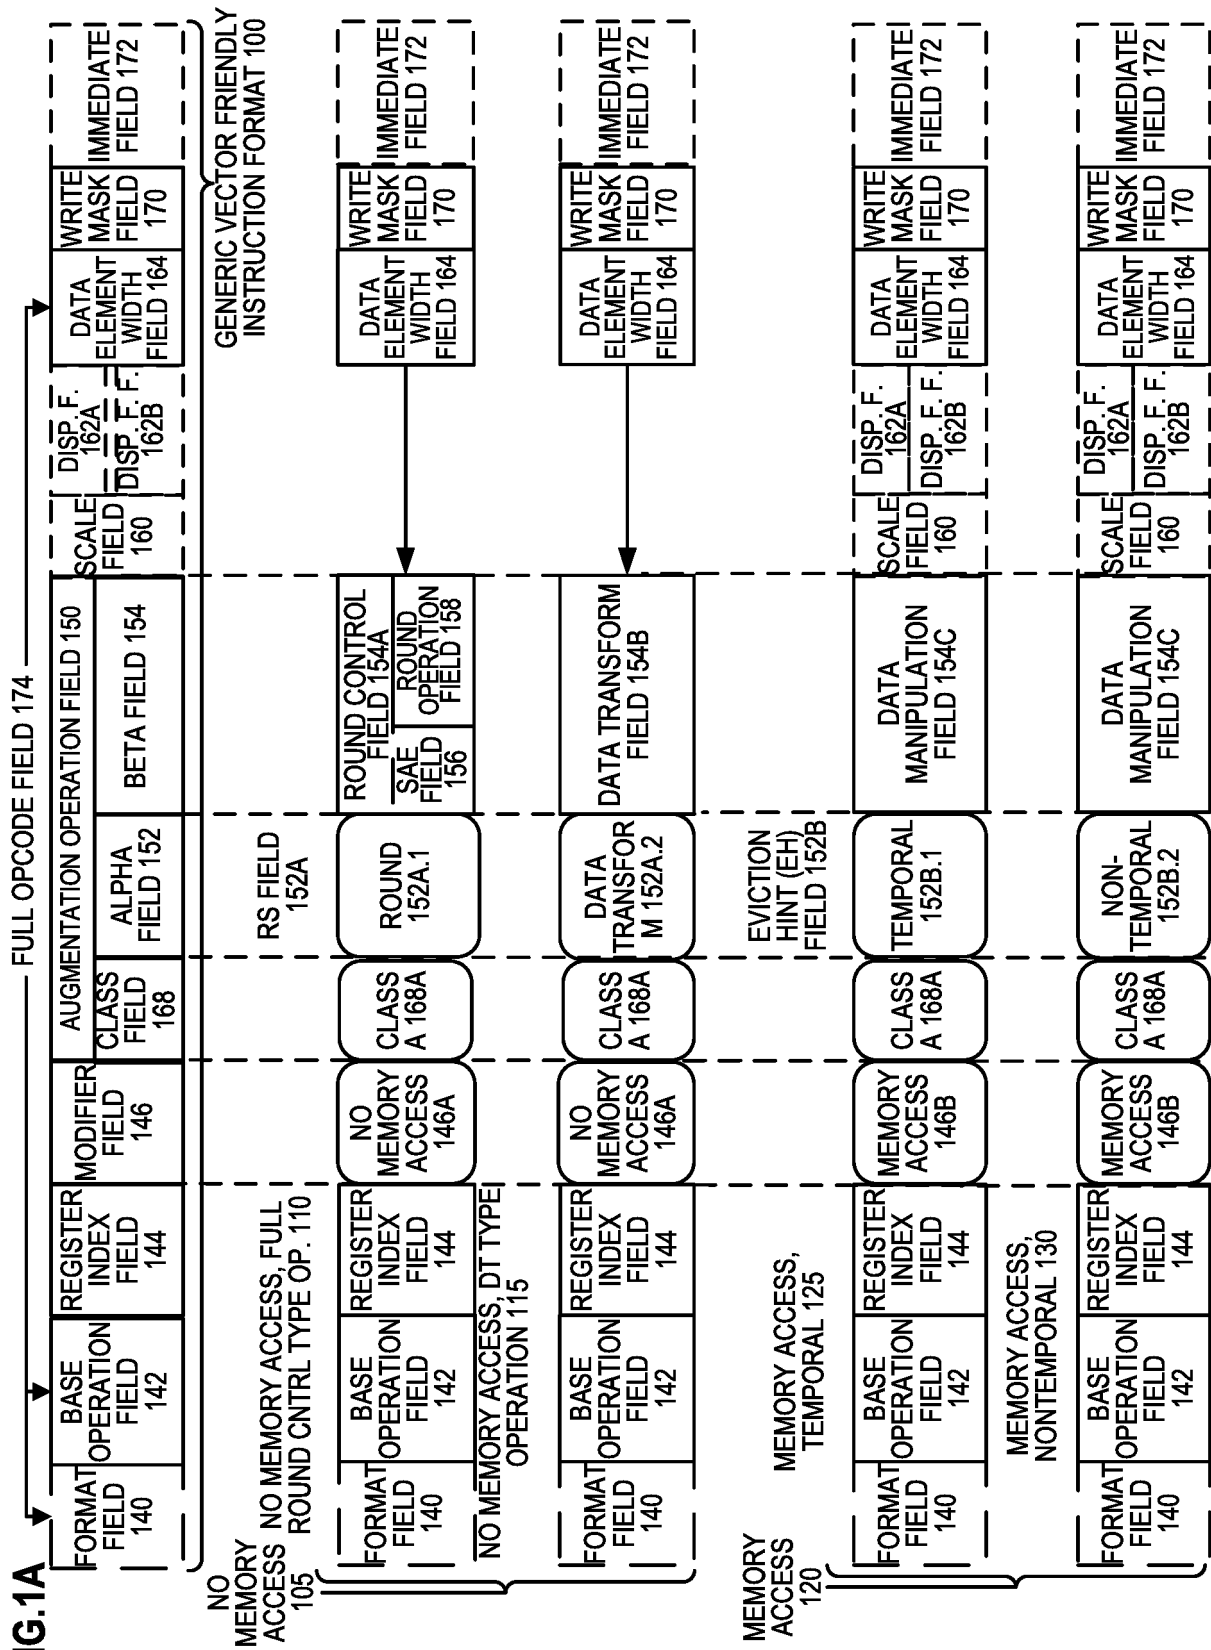 IG.1A
FULL OPCODE FIELD 174
FORMAT
FIELD
140
BASE
OPERATION
FIELD
142
REGISTER
INDEX
FIELD
144
MODIFIER
FIELD
146
AUGMENTATION OPERATION FIELD 150
CLASS
FIELD
168
ALPHA
FIELD 152
BETA FIELD 154
SCALE
FIELD
160
DISP. F.
162A
DISP. F. F.
162B
DATA
ELEMENT
WIDTH
FIELD 164
WRITE
MASK
FIELD
170
IMMEDIATE
FIELD 172
GENERIC VECTOR FRIENDLY
INSTRUCTION FORMAT 100
NO
MEMORY
ACCESS
105
NO MEMORY ACCESS, FULL
ROUND CNTRL TYPE OP. 110
RS FIELD
152A
FORMAT
FIELD
140
BASE
OPERATION
FIELD
142
REGISTER
INDEX
FIELD
144
NO
MEMORY
ACCESS
146A
CLASS
A 168A
ROUND
152A.1
ROUND CONTROL
FIELD 154A
SAE
FIELD
156
ROUND
OPERATION
FIELD 158
DATA
ELEMENT
WIDTH
FIELD 164
WRITE
MASK
FIELD
170
IMMEDIATE
FIELD 172
NO MEMORY ACCESS, DT TYPE
OPERATION 115
FORMAT
FIELD
140
BASE
OPERATION
FIELD
142
REGISTER
INDEX
FIELD
144
NO
MEMORY
ACCESS
146A
CLASS
A 168A
DATA
TRANSFOR
M 152A.2
DATA TRANSFORM
FIELD 154B
DATA
ELEMENT
WIDTH
FIELD 164
WRITE
MASK
FIELD
170
IMMEDIATE
FIELD 172
MEMORY
ACCESS
120
MEMORY ACCESS,
TEMPORAL 125
EVICTION
HINT (EH)
FIELD 152B
FORMAT
FIELD
140
BASE
OPERATION
FIELD
142
REGISTER
INDEX
FIELD
144
MEMORY
ACCESS
146B
CLASS
A 168A
TEMPORAL
152B.1
DATA
MANIPULATION
FIELD 154C
SCALE
FIELD
160
DISP. F.
162A
DISP. F. F.
162B
DATA
ELEMENT
WIDTH
FIELD 164
WRITE
MASK
FIELD
170
IMMEDIATE
FIELD 172
MEMORY ACCESS,
NONTEMPORAL 130
FORMAT
FIELD
140
BASE
OPERATION
FIELD
142
REGISTER
INDEX
FIELD
144
MEMORY
ACCESS
146B
CLASS
A 168A
NON-
TEMPORAL
152B.2
DATA
MANIPULATION
FIELD 154C
SCALE
FIELD
160
DISP. F.
162A
DISP. F. F.
162B
DATA
ELEMENT
WIDTH
FIELD 164
WRITE
MASK
FIELD
170
IMMEDIATE
FIELD 172